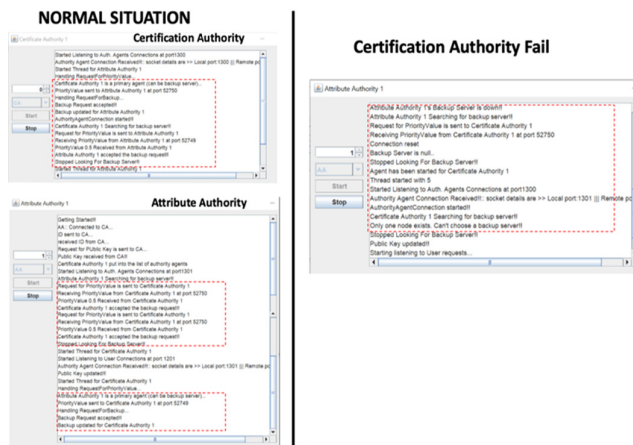 NORMAL SITUATION
Certificate Authority 1
Certification Authority
Started Listening to Auth. Agents Connections at port1300
Authority Agent Connection Received!!: socket details are >> Local port:1300 ||| Remote po
Started Thread for Attribute Authority 1
Handling RequestForPriorityValue...
Certificate Authority 1 is a primary agent (can be backup server)...
PriorityValue sent to Attribute Authority 1 at port 52750
Handling RequestForBackup...
Backup Request accepted!!
Backup updated for Attribute Authority 1
AuthorityAgentConnection started!!
Certificate Authority 1 Searching for backup server!!
Request for PriorityValue is sent to Attribute Authority 1
Receiving PriorityValue from Attribute Authority 1 at port 52749
PriorityValue 0.5 Received from Attribute Authority 1
Attribute Authority 1 accepted the backup request!!
Stopped Looking For Backup Server!!
Started Thread for Attribute Authority 1
0
CA
Start
Stop
Attribute Authority 1
Attribute Authority
Getting Started!!
AA : Connected to CA...
ID sent to CA...
received ID from CA...
Request for PUblic Key is sent to CA...
Public Key received from CA!!
Certificate Authority 1 put into the list of authority agents
Started Listening to Auth. Agents Connections at port1301
Attribute Authority 1 Searching for backup server!!
Request for PriorityValue is sent to Certificate Authority 1
Receiving PriorityValue from Certificate Authority 1 at port 52750
PriorityValue 0.5 Received from Certificate Authority 1
Certificate Authority 1 accepted the backup request!!
Request for PriorityValue is sent to Certificate Authority 1
Receiving PriorityValue from Certificate Authority 1 at port 52750
PriorityValue 0.5 Received from Certificate Authority 1
Certificate Authority 1 accepted the backup request!!
Stopped Looking For Backup Server!!
Started Thread for Certificate Authority 1
Started Listening to User Connections at port 1201
Authority Agent Connection Received!!: socket details are >> Local port:1301 ||| Remote po
Public Key updated!!
Started Thread for Certificate Authority 1
Handling RequestForPriorityValue...
Attribute Authority 1 is a primary agent (can be backup server)...
PriorityValue sent to Certificate Authority 1 at port 52749
Handling RequestForBackup...
Backup Request accepted!!
Backup updated for Certificate Authority 1
1
AA
Start
Stop
Certification Authority Fail
Attribute Authority 1
Attribute Authority 1's Backup Server is down!!
Attribute Authority 1 Searching for backup server!!
Request for PriorityValue is sent to Certificate Authority 1
Receiving PriorityValue from Certificate Authority 1 at port 52750
Connection reset
Backup Server is null..
Stopped Looking For Backup Server!!
Agent has been started for Certificate Authority 1
Thread started with 5
Started Listening to Auth. Agents Connections at port1300
Authority Agent Connection Received!!: socket details are >> Local port:1301 ||| Remote po
AuthorityAgentConnection started!!
Certificate Authority 1 Searching for backup server!!
Only one node exists. Can't choose a backup server!!
Stopped Looking For Backup Server!!
Public Key updated!!
Starting listening to User requests...
1
AA
Start
Stop